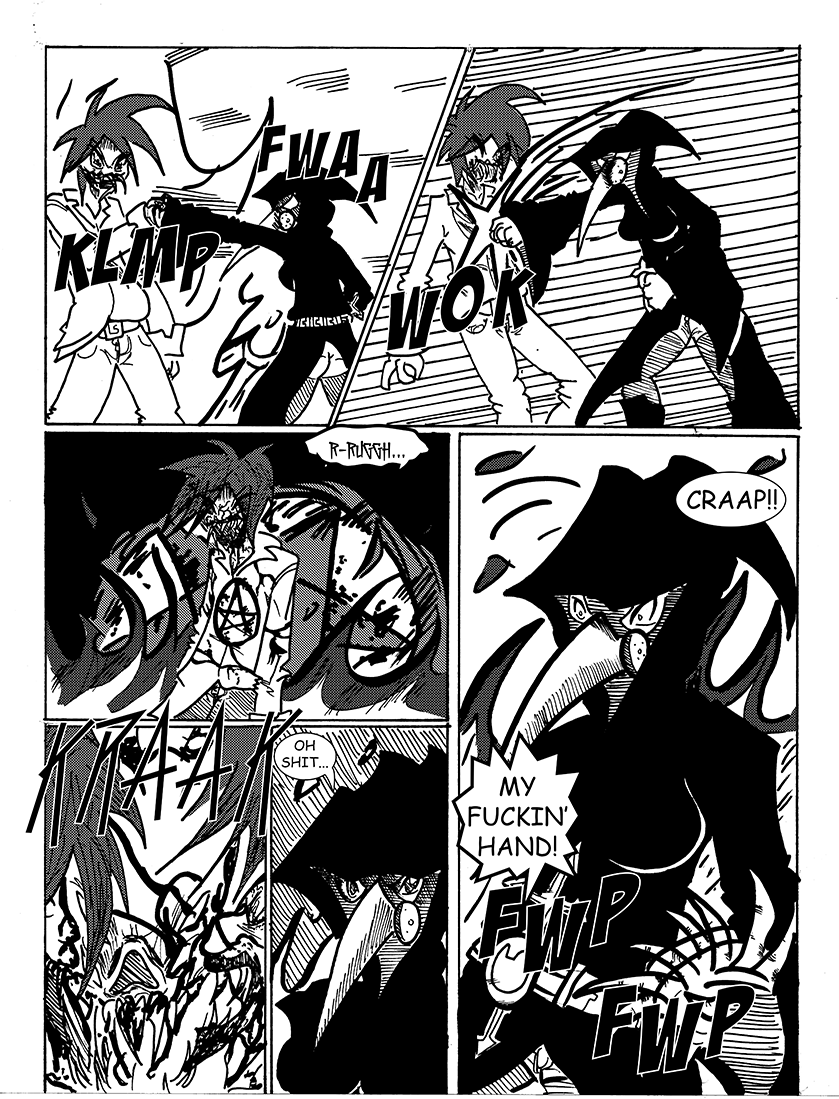 FWAA
KLMP
WOK
R-RUGGH...
CRAAP!!
MY
FUCKIN'
HAND!
FWP
FWP
KRAAK
OH
SHIT...